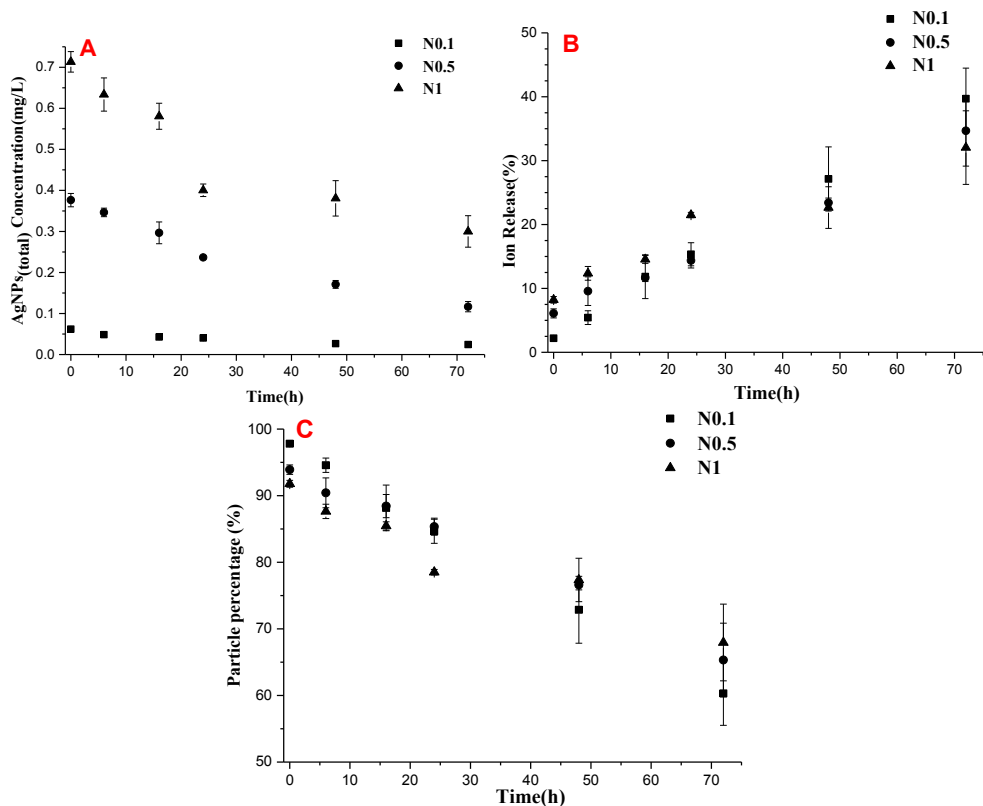 A
N0.1
N0.5
N1
0.7
0.6
0.5
0.4
0.3
0.2
0.1
0.0
0 10 20 30 40 50 60 70
AgNPs(total) Concentration(mg/L)
Time(h)
B
N0.1
N0.5
N1
50
40
30
20
10
0
0 10 20 30 40 50 60 70
Ion Release(%)
Time(h)
C
N0.1
N0.5
N1
100
90
80
70
60
50
0 10 20 30 40 50 60 70
Particle percentage (%)
Time(h)